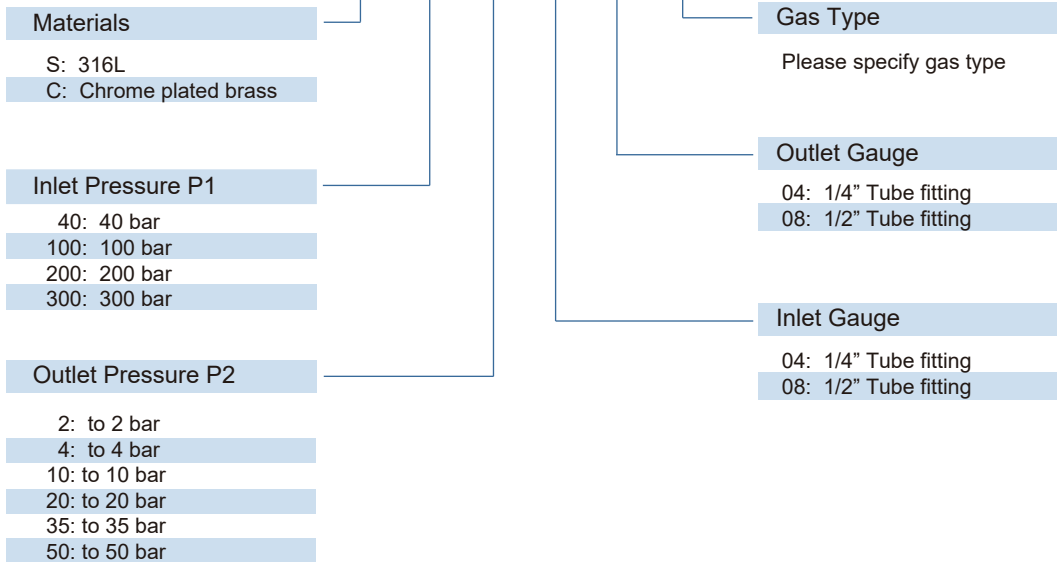 Materials
S: 316L
C: Chrome plated brass
Inlet Pressure P1
40: 40 bar
100: 100 bar
200: 200 bar
300: 300 bar
Outlet Pressure P2
2: to 2 bar
4: to 4 bar
10: to 10 bar
20: to 20 bar
35: to 35 bar
50: to 50 bar
Gas Type
Please specify gas type
Outlet Gauge
04: 1/4” Tube fitting
08: 1/2” Tube fitting
Inlet Gauge
04: 1/4” Tube fitting
08: 1/2” Tube fitting